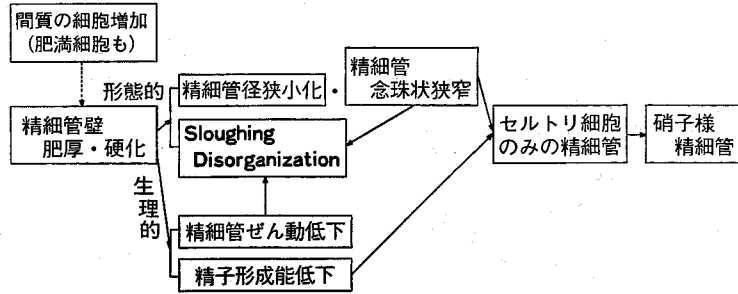 間質の細胞増加
(肥満細胞も)
形態的
精細管径狭小化・
精細管
念珠状狭窄
精細管壁
肥厚・硬化
Sloughing
Disorganization
セルトリ細胞
のみの精細管
硝子様
精細管
生理的
精細管ぜん動低下
精子形成能低下